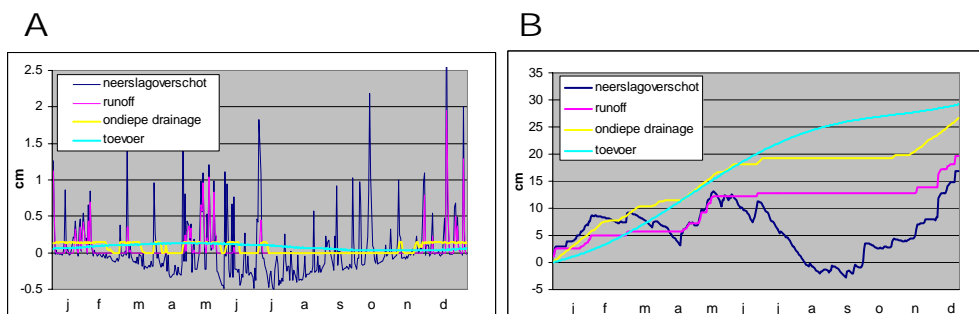 A
cm
2.5
2
1.5
1
0.5
0
-0.5
neerslagoverschot
runoff
ondiepe drainage
toevoer
j f m a m j j a s o n d
B
cm
35
30
25
20
15
10
5
0
-5
neerslagoverschot
runoff
ondiepe drainage
toevoer
j f m a m j j a s o n d